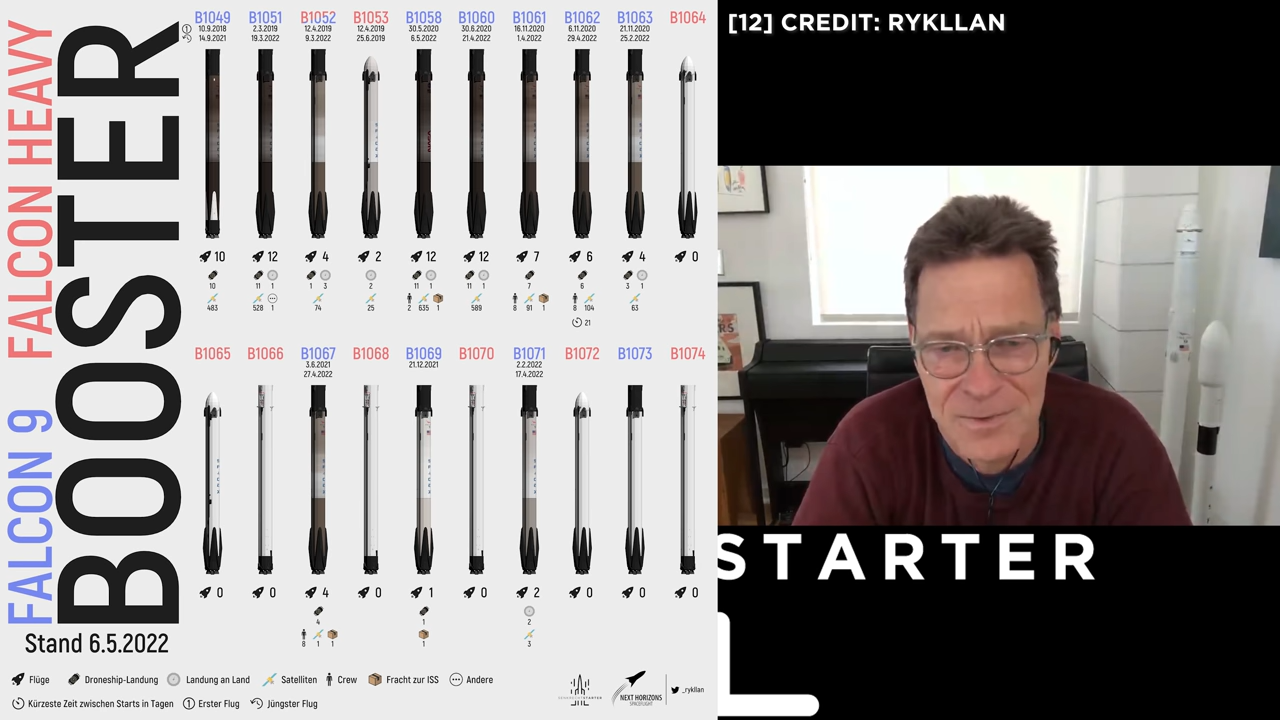 FALCON 9 FALCON HEAVY
BOOSTER
Stand 6.5.2022
B1049 B1051 B1052 B1053 B1058 B1060 B1061 B1062 B1063 B1064
10.9.2018 2.3.2019 12.4.2019 12.4.2019 30.5.2020 30.6.2020 16.11.2020 6.11.2020 21.11.2020
14.9.2021 19.3.2022 9.3.2022 25.6.2019 6.5.2022 21.4.2022 1.4.2022 29.4.2022 25.2.2022
10 12 4 2 12 12 7 6 4 0
10 11 1 1 3 2 11 1 11 1 7 6 3 1
483 528 1 74 25 2 635 1 589 8 91 1 8 104 63
21
B1065 B1066 B1067 B1068 B1069 B1070 B1071 B1072 B1073 B1074
3.6.2021 21.12.2021 2.2.2022
27.4.2022 17.4.2022
0 0 4 0 1 0 2 0 0 0
4 1 2
8 1 1 1 3
Flüge Droneship-Landung Landung an Land Satelliten Crew Fracht zur ISS Andere
Kürzeste Zeit zwischen Starts in Tagen 1 Erster Flug Jüngster Flug
NEXT HORIZONS
SPACEFLIGHT
_rykllan
[12] CREDIT: RYKLLAN
STARTER